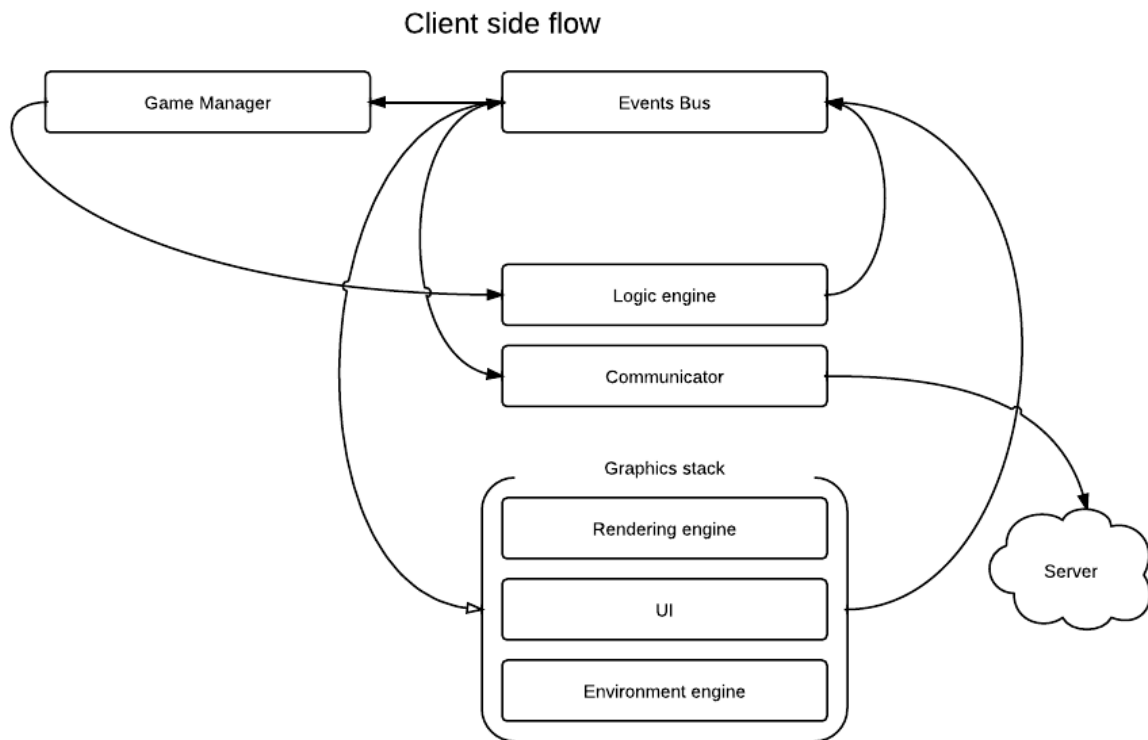 Client side flow
Game Manager
Events Bus
Logic engine
Communicator
Graphics stack
Rendering engine
UI
Environment engine
Server